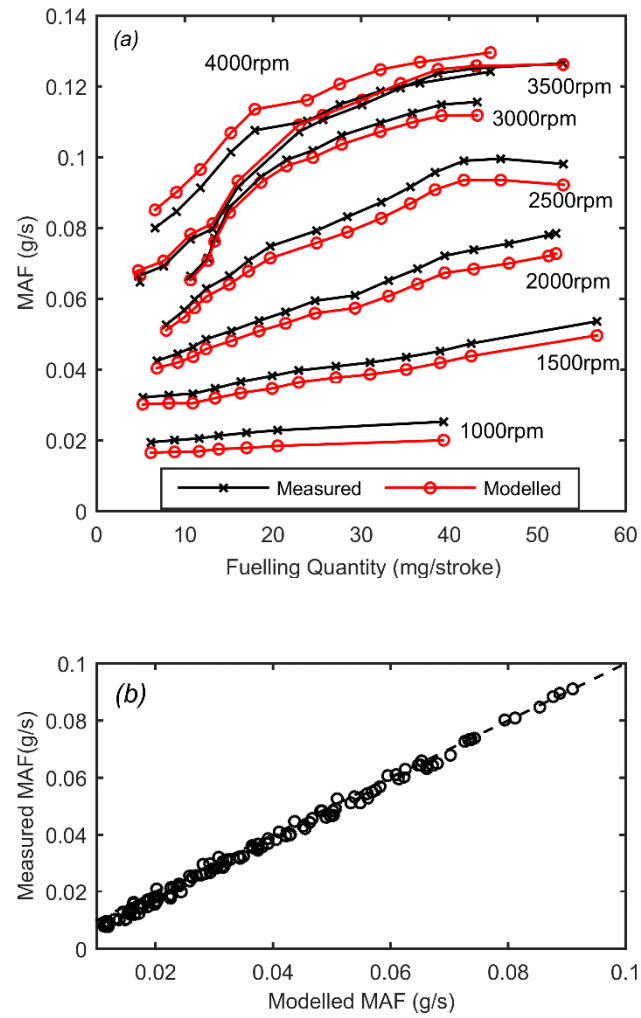 (a)
4000rpm
3500rpm
3000rpm
2500rpm
2000rpm
1500rpm
1000rpm
0.14
0.12
0.1
0.08
0.06
0.04
0.02
0
MAF (g/s)
Measured Modelled
0 10 20 30 40 50 60
Fuelling Quantity (mg/stroke)
(b)
0.1
0.08
0.06
0.04
0.02
0
Measured MAF(g/s)
0.02 0.04 0.06 0.08 0.1
Modelled MAF (g/s)